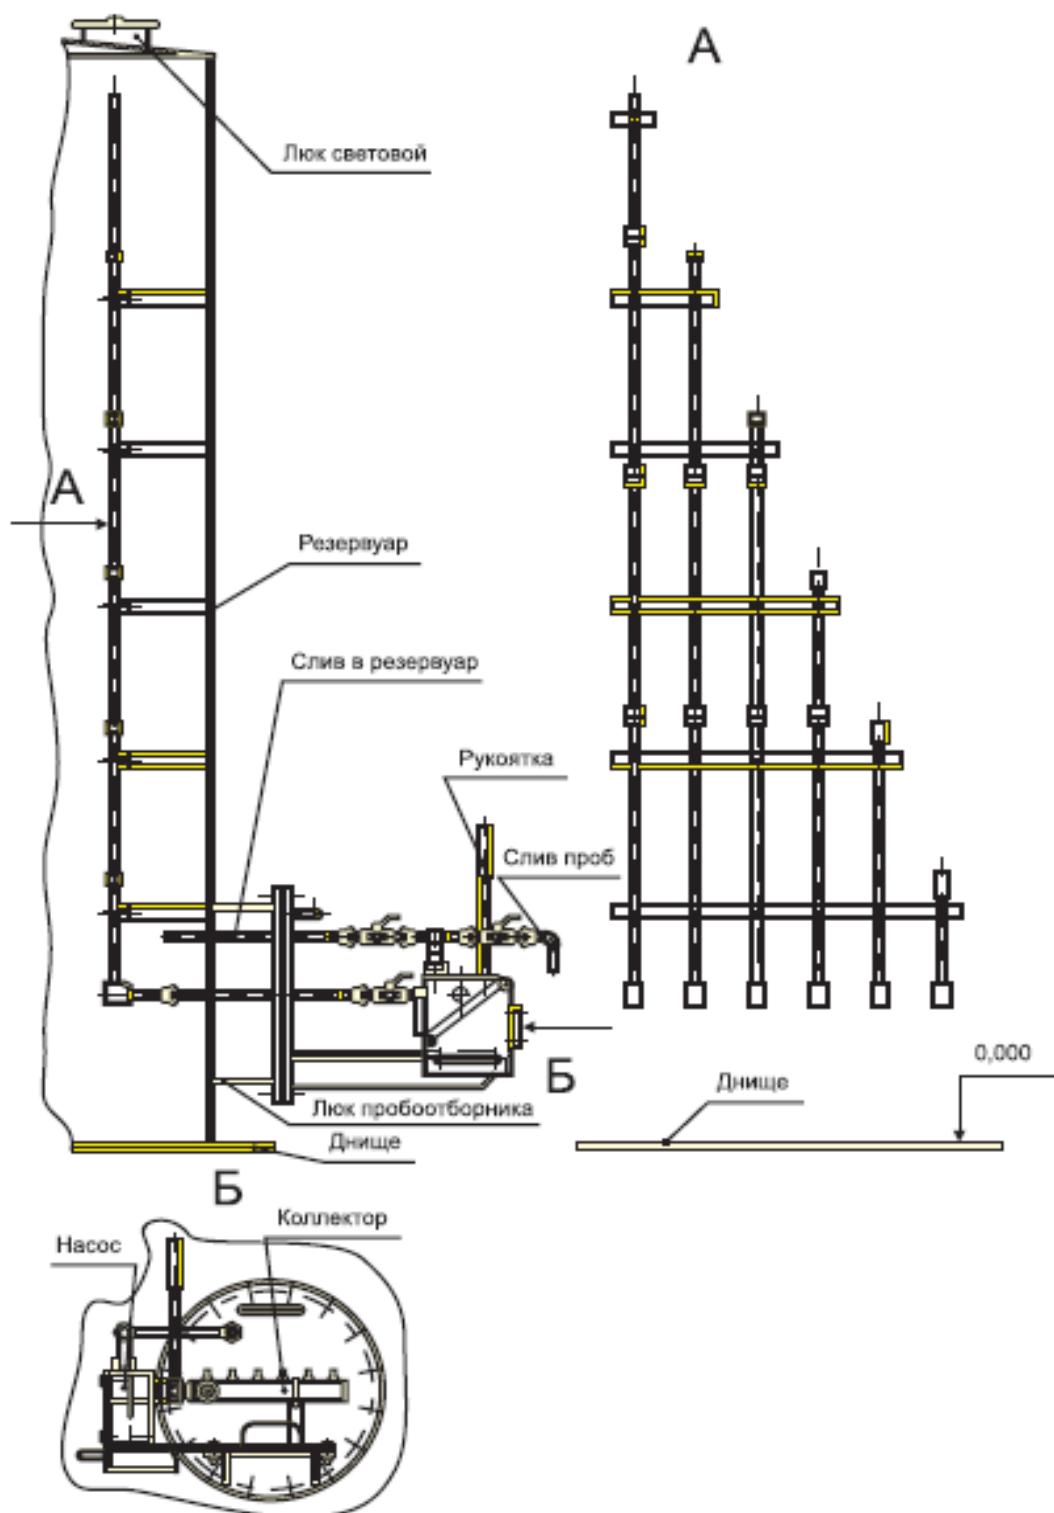 А
Люк световой
А
Резервуар
Слив в резервуар
Рукоятка
Слив проб
0,000
Б
Днище
Люк пробоотборника
Днище
Б
Коллектор
Насос